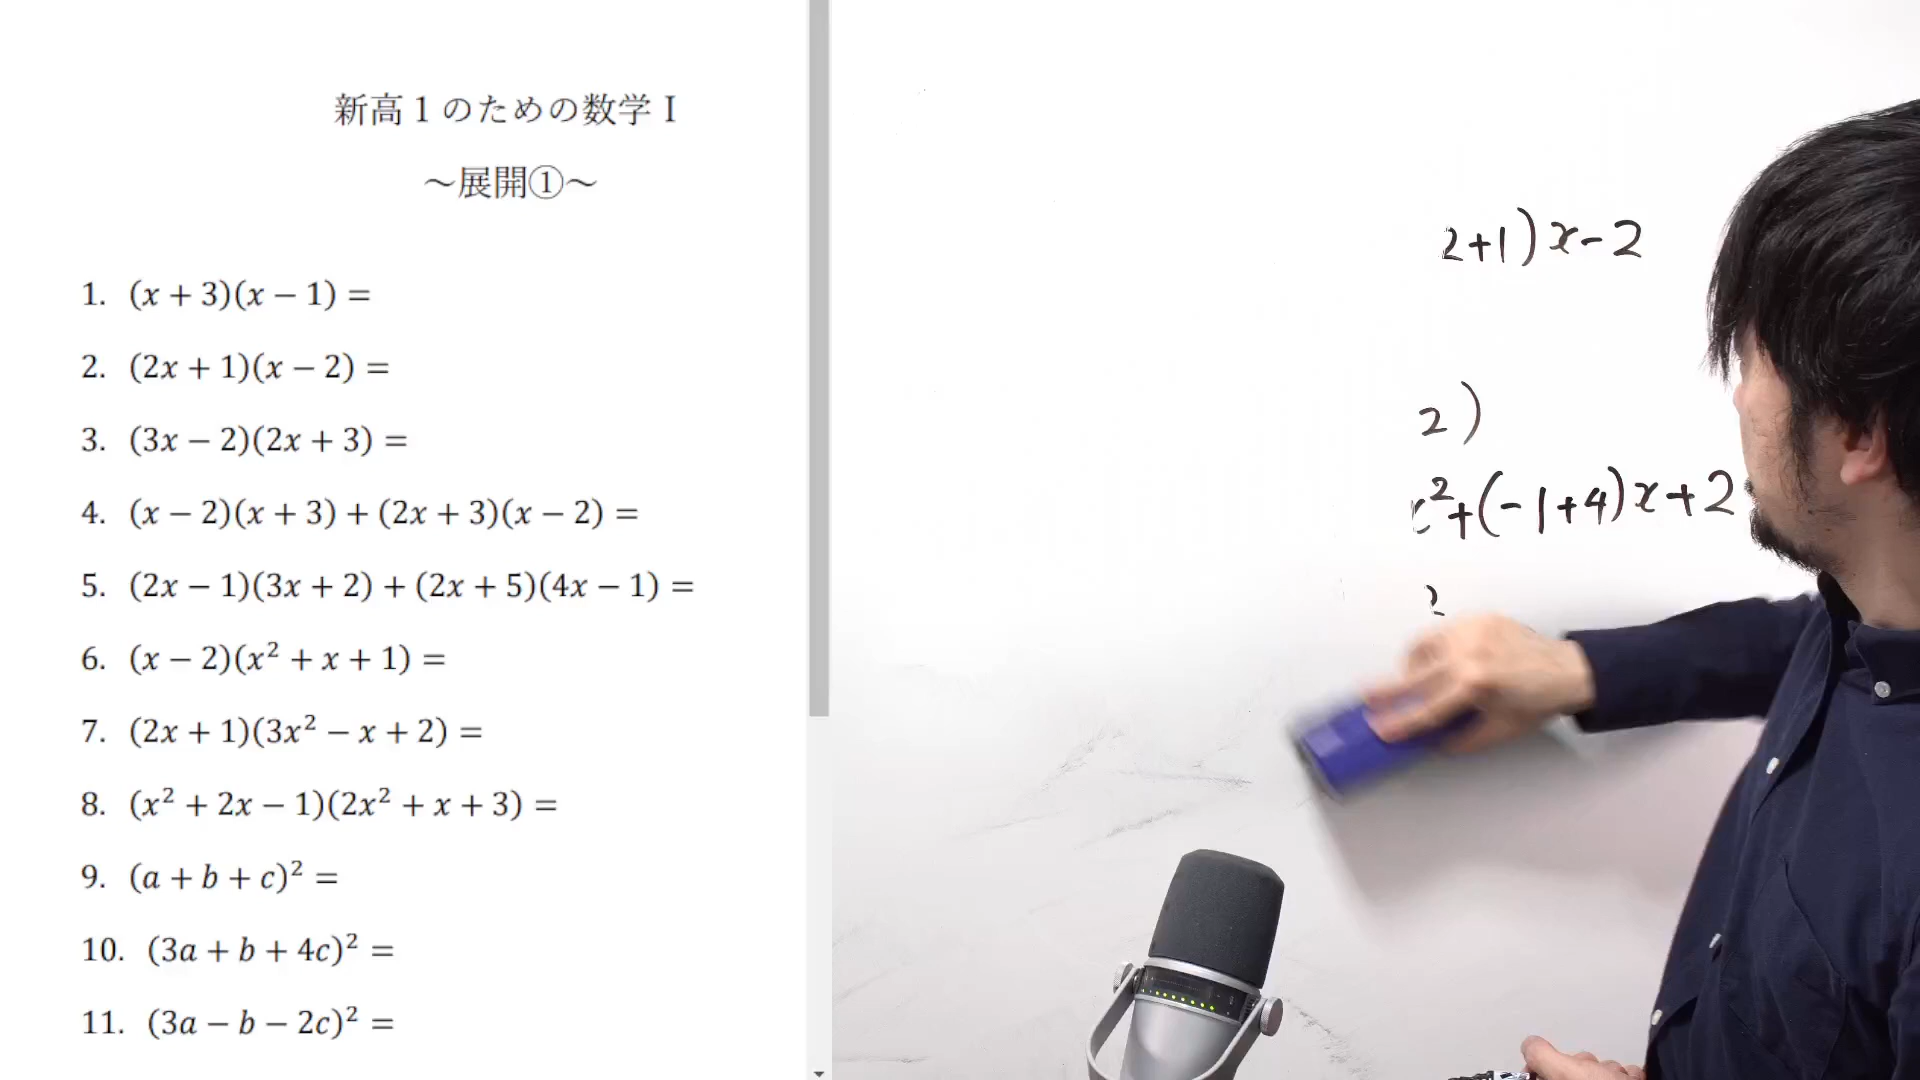 新高１のための数学Ⅰ
～展開①～
1. (x + 3)(x − 1) =
2. (2x + 1)(x − 2) =
3. (3x − 2)(2x + 3) =
4. (x − 2)(x + 3) + (2x + 3)(x − 2) =
5. (2x − 1)(3x + 2) + (2x + 5)(4x − 1) =
6. (x − 2)(x² + x + 1) =
7. (2x + 1)(3x² − x + 2) =
8. (x² + 2x − 1)(2x² + x + 3) =
9. (a + b + c)² =
10. (3a + b + 4c)² =
11. (3a − b − 2c)² =
2+1)x-2
2)
²+(-1+4)x+2